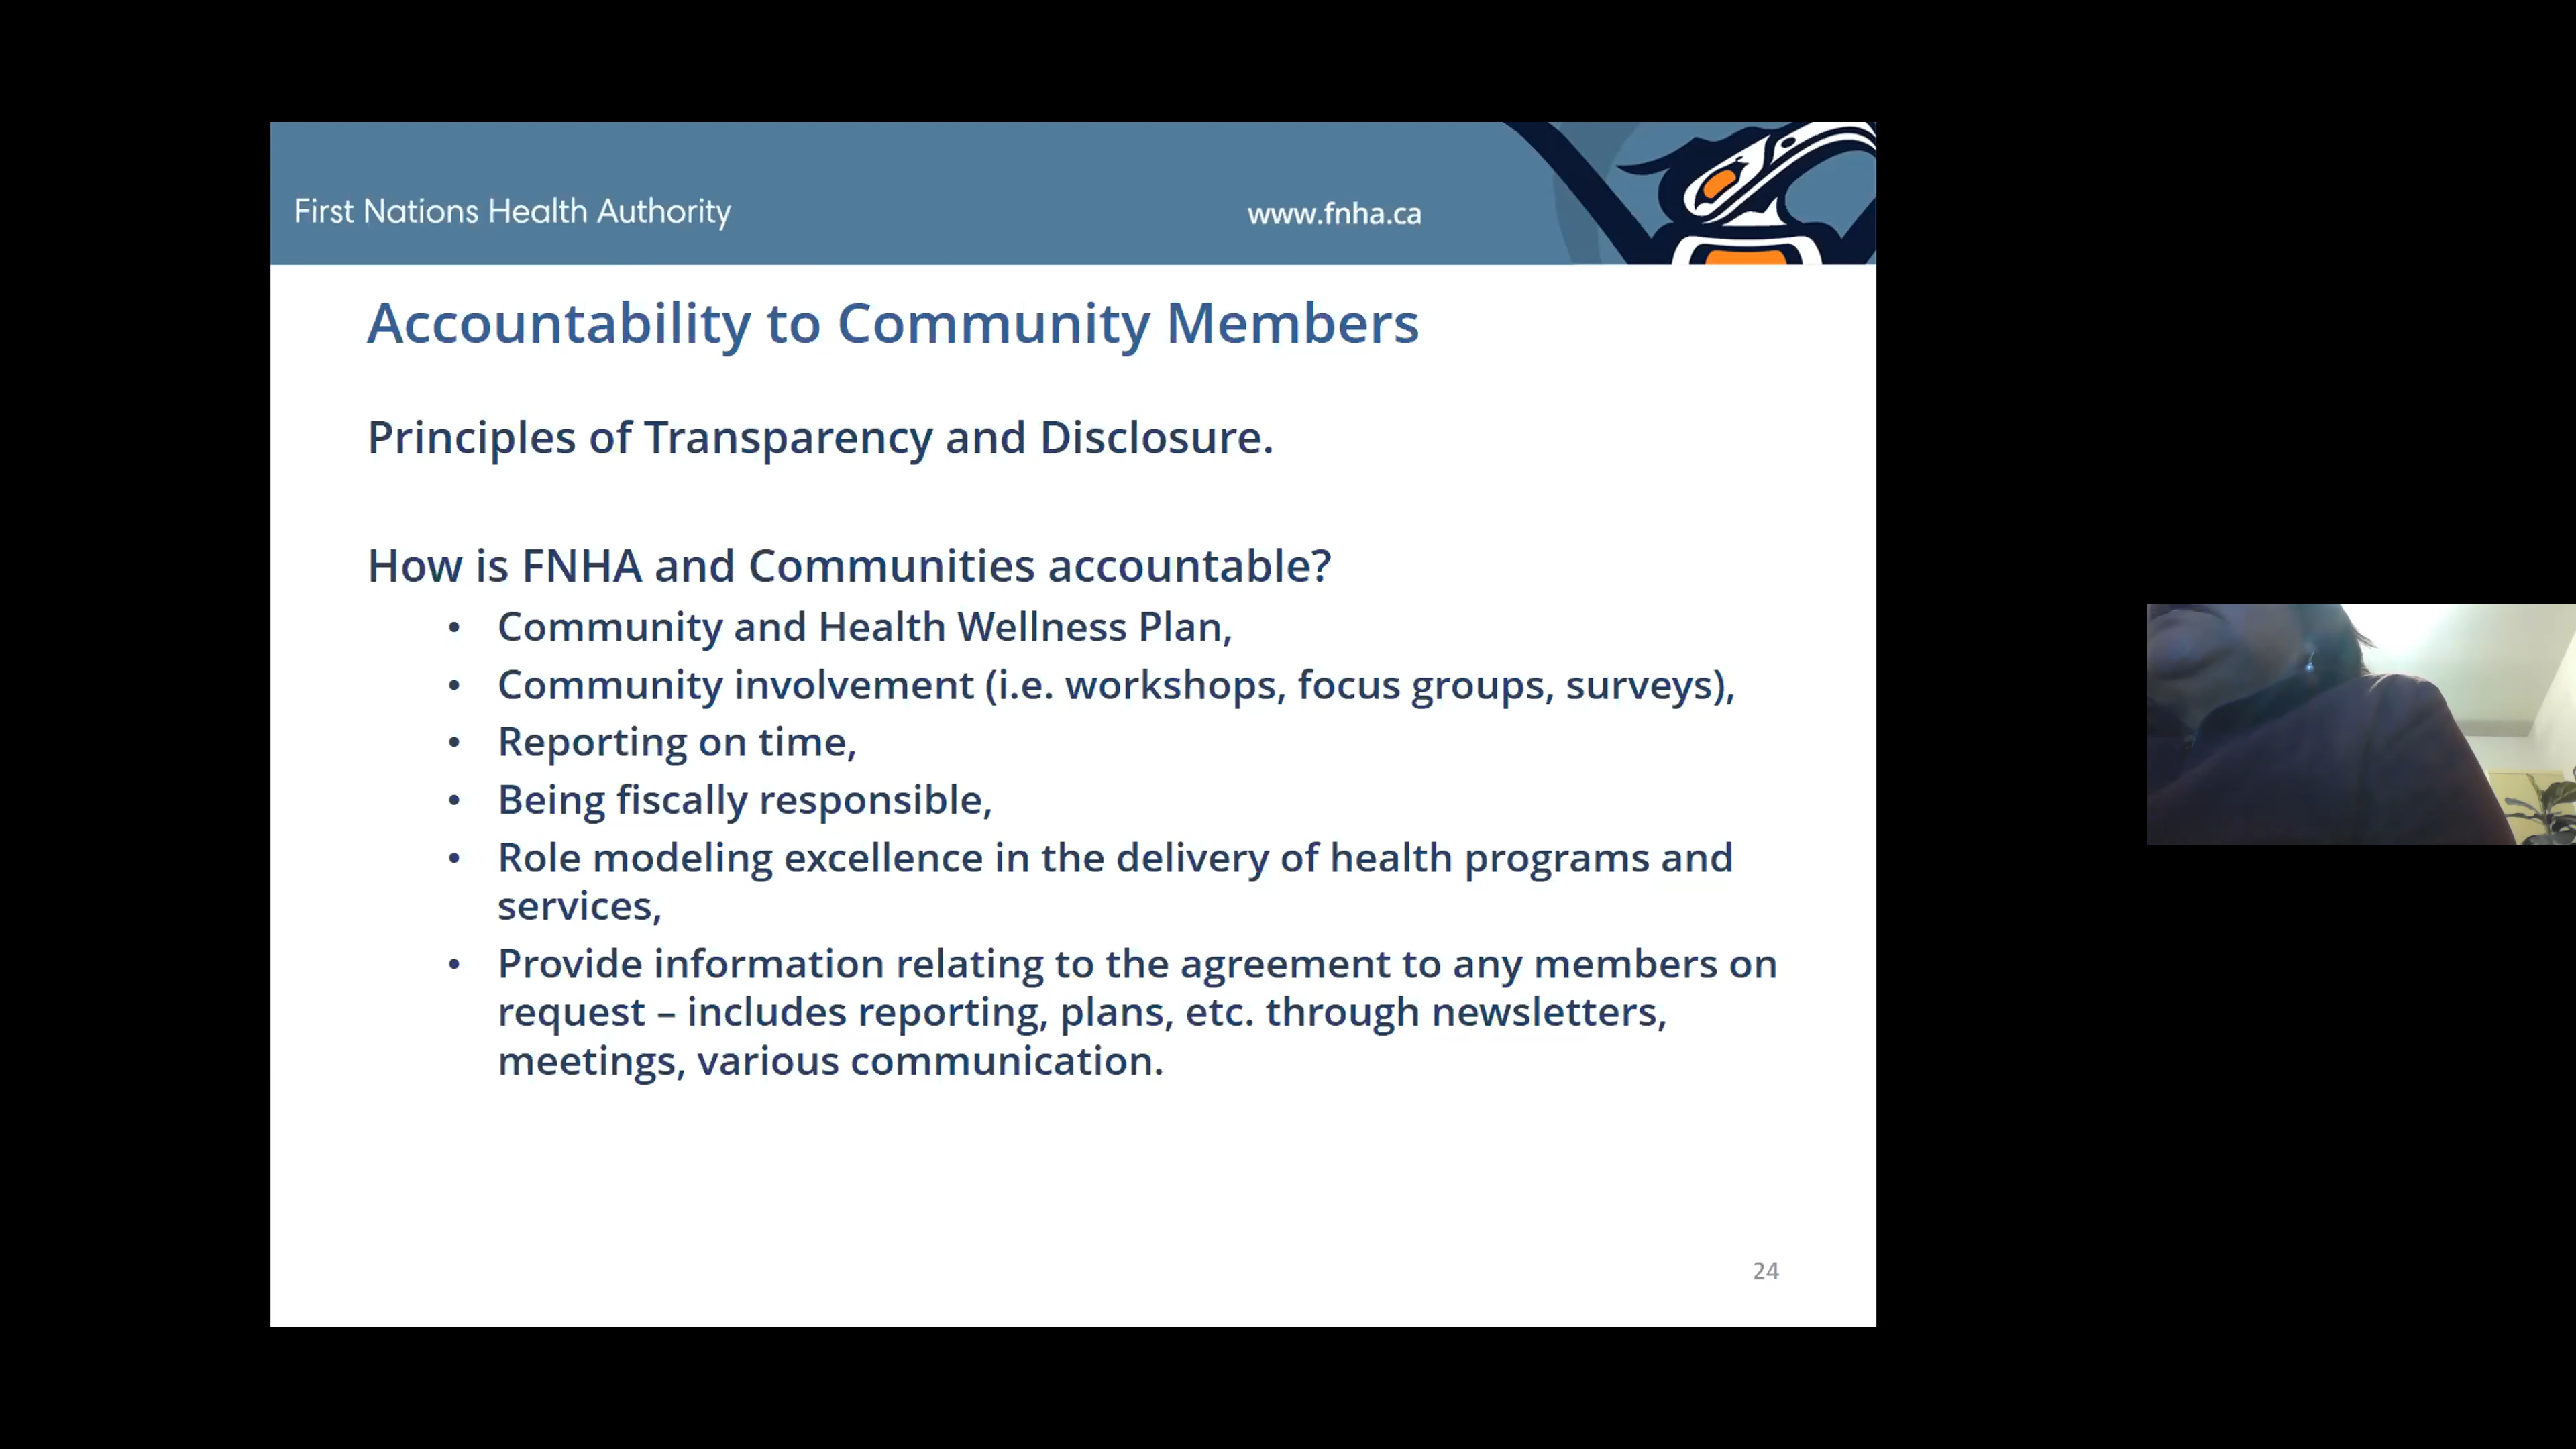 First Nations Health Authority
www.fnha.ca
Accountability to Community Members
Principles of Transparency and Disclosure.
How is FNHA and Communities accountable?
• Community and Health Wellness Plan,
• Community involvement (i.e. workshops, focus groups, surveys),
• Reporting on time,
• Being fiscally responsible,
• Role modeling excellence in the delivery of health programs and
services,
• Provide information relating to the agreement to any members on
request – includes reporting, plans, etc. through newsletters,
meetings, various communication.
24